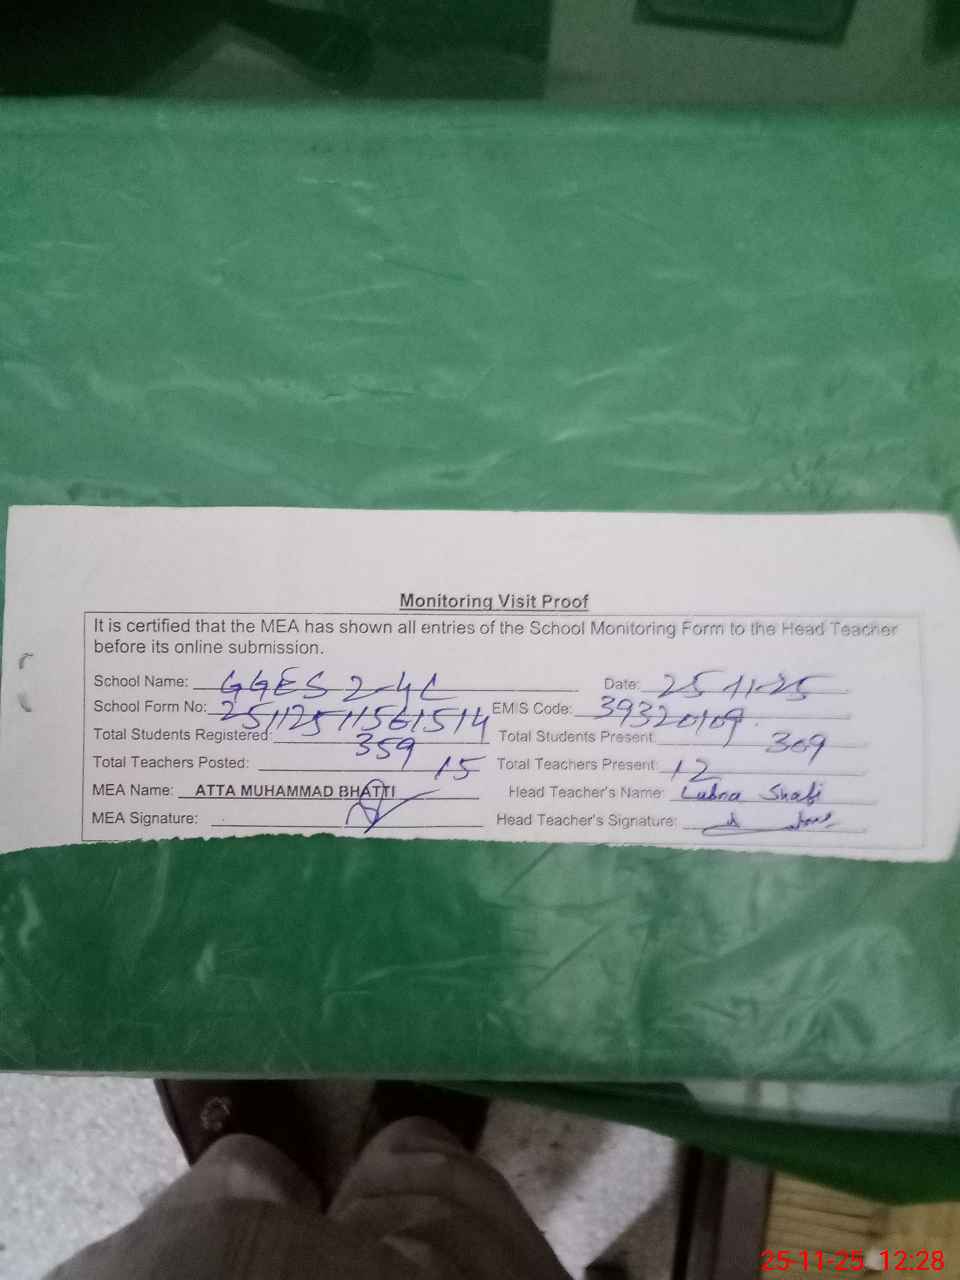 Monitoring Visit Proof
It is certified that the MEA has shown all entries of the School Monitoring Form to the Head Teacher
before its online submission.
School Name: GGES 2-4L Date: 25-11-25
School Form No: 25112511561514 EMIS Code: 39320109
Total Students Registered: 359 Total Students Present: 309
Total Teachers Posted: 15 Total Teachers Present: 12
MEA Name: ATTA MUHAMMAD BHATTI Head Teacher's Name: Lubna Shafi
MEA Signature: Head Teacher's Signature:
25-11-25 12:28